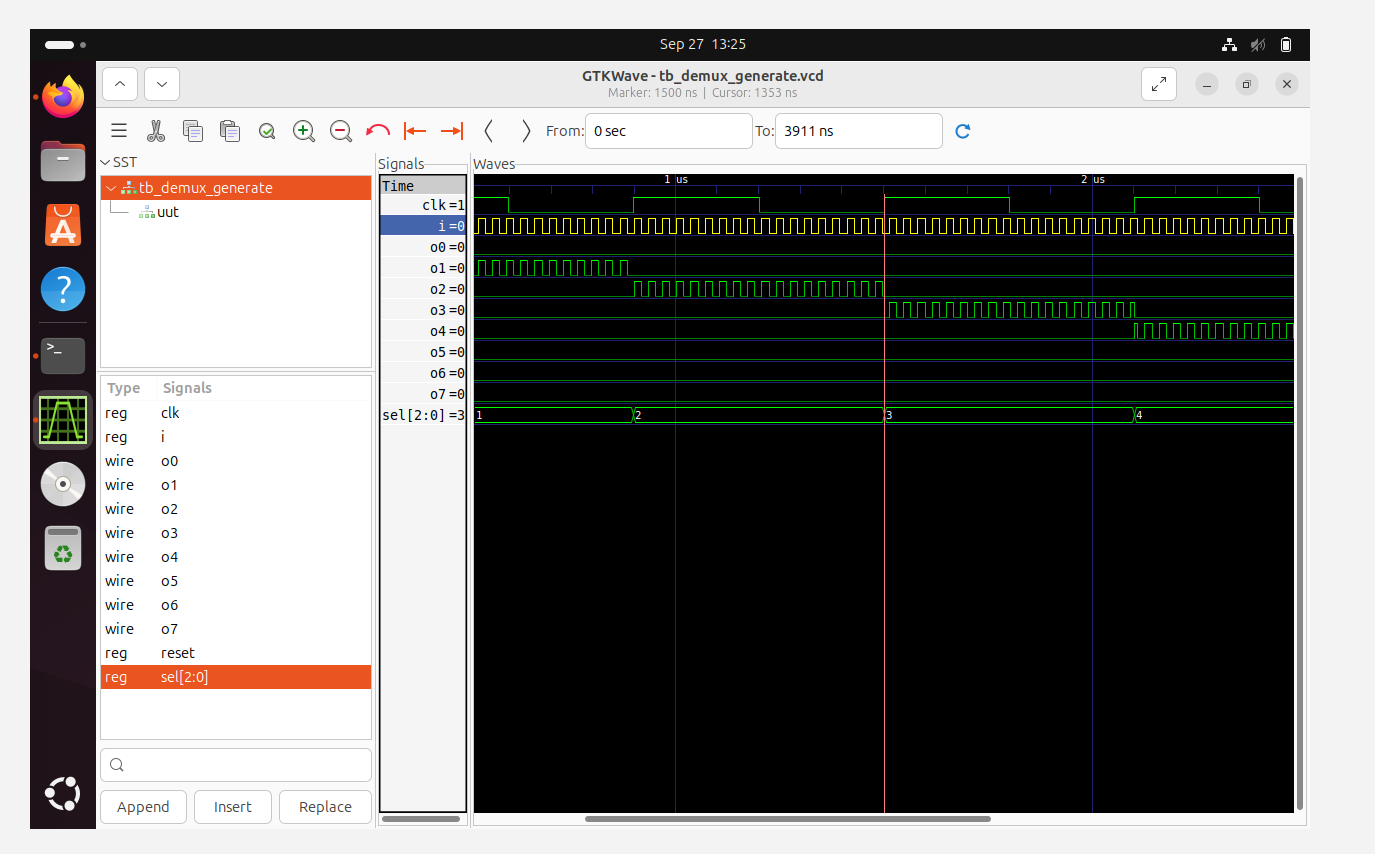 Sep 27 13:25
GTKWave - tb_demux_generate.vcd
Marker: 1500 ns | Cursor: 1353 ns
From: 0 sec To: 3911 ns
SST
tb_demux_generate
uut
Type Signals
reg clk
reg i
wire o0
wire o1
wire o2
wire o3
wire o4
wire o5
wire o6
wire o7
reg reset
reg sel[2:0]
Append Insert Replace
Signals
Time
clk =1
i =0
o0 =0
o1 =0
o2 =0
o3 =0
o4 =0
o5 =0
o6 =0
o7 =0
sel[2:0] =3
Waves
1 us 2 us
1 2 3 4